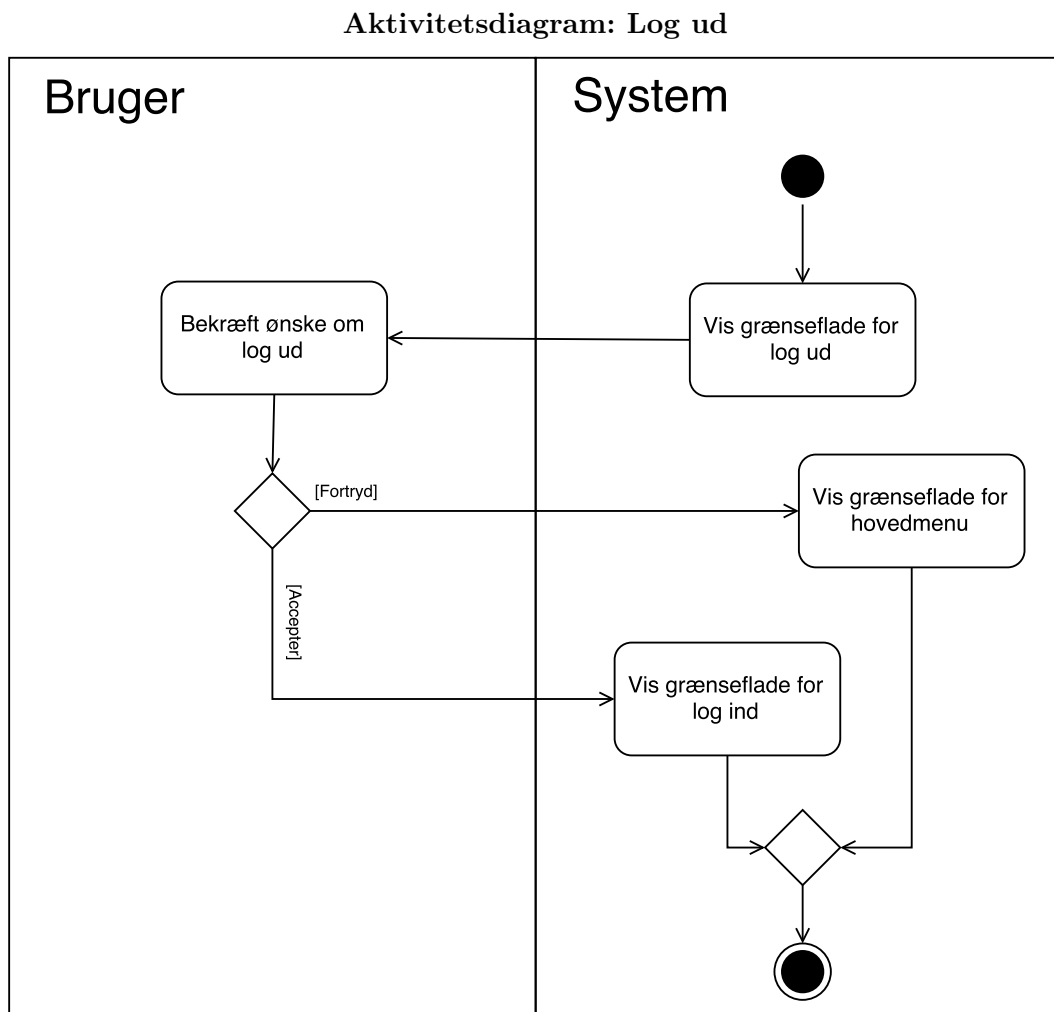 Aktivitetsdiagram: Log ud
Bruger
System
Bekræft ønske om
log ud
Vis grænseflade for
log ud
[Fortryd]
Vis grænseflade for
hovedmenu
[Accepter]
Vis grænseflade for
log ind